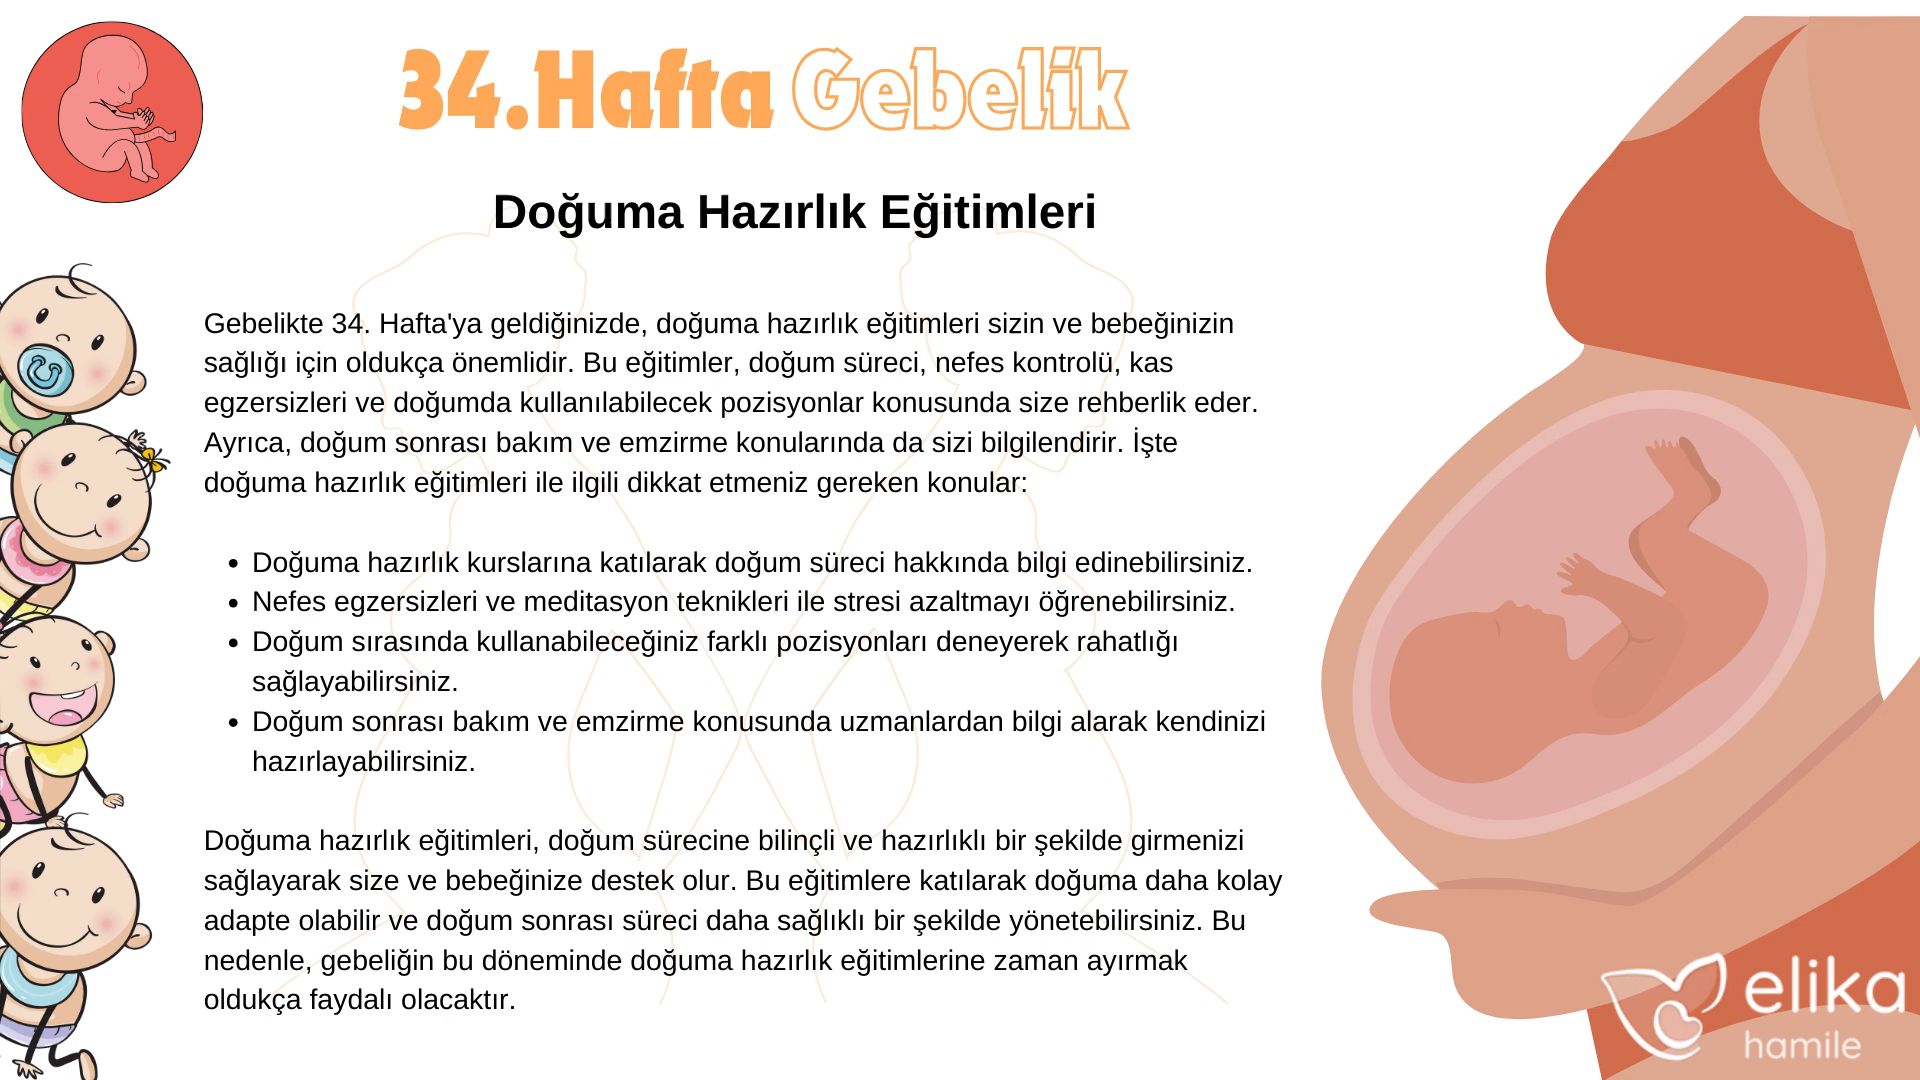 34.Hafta Gebelik
Doğuma Hazırlık Eğitimleri
Gebelikte 34. Hafta'ya geldiğinizde, doğuma hazırlık eğitimleri sizin ve bebeğinizin
sağlığı için oldukça önemlidir. Bu eğitimler, doğum süreci, nefes kontrolü, kas
egzersizleri ve doğumda kullanılabilecek pozisyonlar konusunda size rehberlik eder.
Ayrıca, doğum sonrası bakım ve emzirme konularında da sizi bilgilendirir. İşte
doğuma hazırlık eğitimleri ile ilgili dikkat etmeniz gereken konular:
• Doğuma hazırlık kurslarına katılarak doğum süreci hakkında bilgi edinebilirsiniz.
• Nefes egzersizleri ve meditasyon teknikleri ile stresi azaltmayı öğrenebilirsiniz.
• Doğum sırasında kullanabileceğiniz farklı pozisyonları deneyerek rahatlığı
sağlayabilirsiniz.
• Doğum sonrası bakım ve emzirme konusunda uzmanlardan bilgi alarak kendinizi
hazırlayabilirsiniz.
Doğuma hazırlık eğitimleri, doğum sürecine bilinçli ve hazırlıklı bir şekilde girmenizi
sağlayarak size ve bebeğinize destek olur. Bu eğitimlere katılarak doğuma daha kolay
adapte olabilir ve doğum sonrası süreci daha sağlıklı bir şekilde yönetebilirsiniz. Bu
nedenle, gebeliğin bu döneminde doğuma hazırlık eğitimlerine zaman ayırmak
oldukça faydalı olacaktır.
elika
hamile